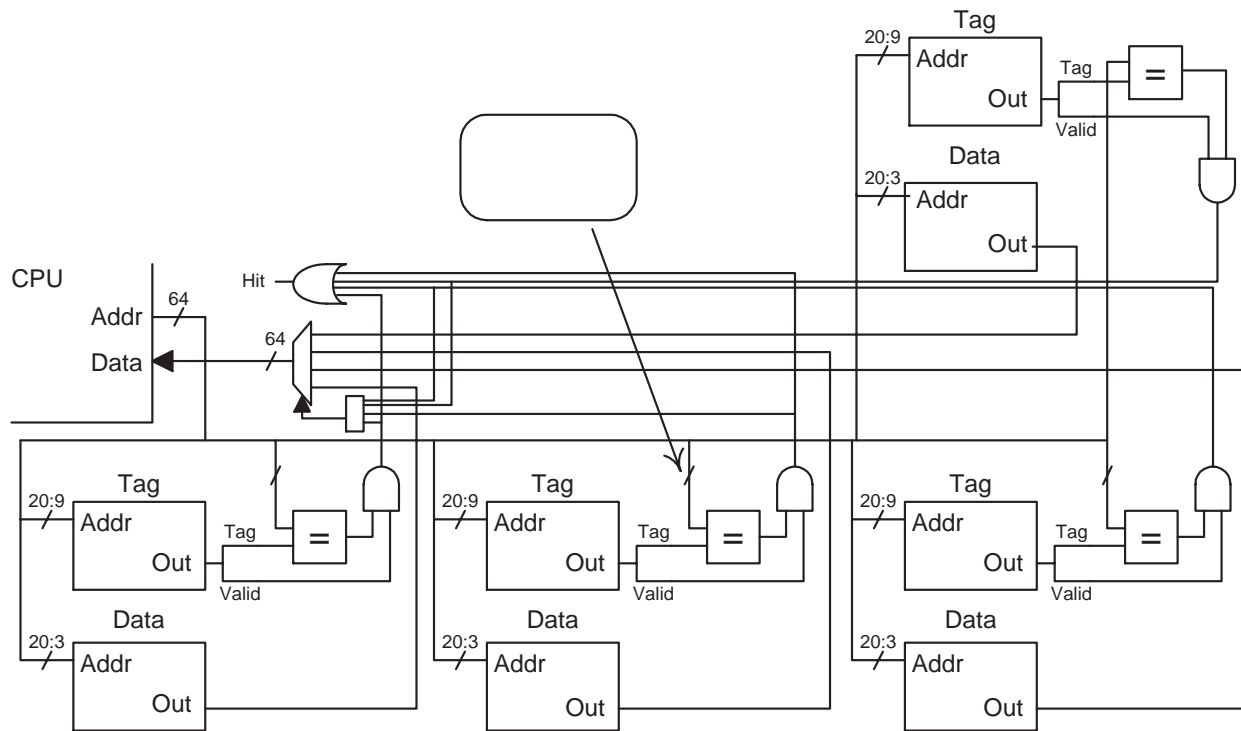 Tag
20:9
Addr
Tag
=
Out
Valid
Data
20:3
Addr
Out
CPU
Hit
Addr
64
64
Data
Tag
20:9
Addr
Tag
=
Out
Valid
Data
20:3
Addr
Out
Tag
20:9
Addr
Tag
=
Out
Valid
Data
20:3
Addr
Out
Tag
20:9
Addr
Tag
=
Out
Valid
Data
20:3
Addr
Out